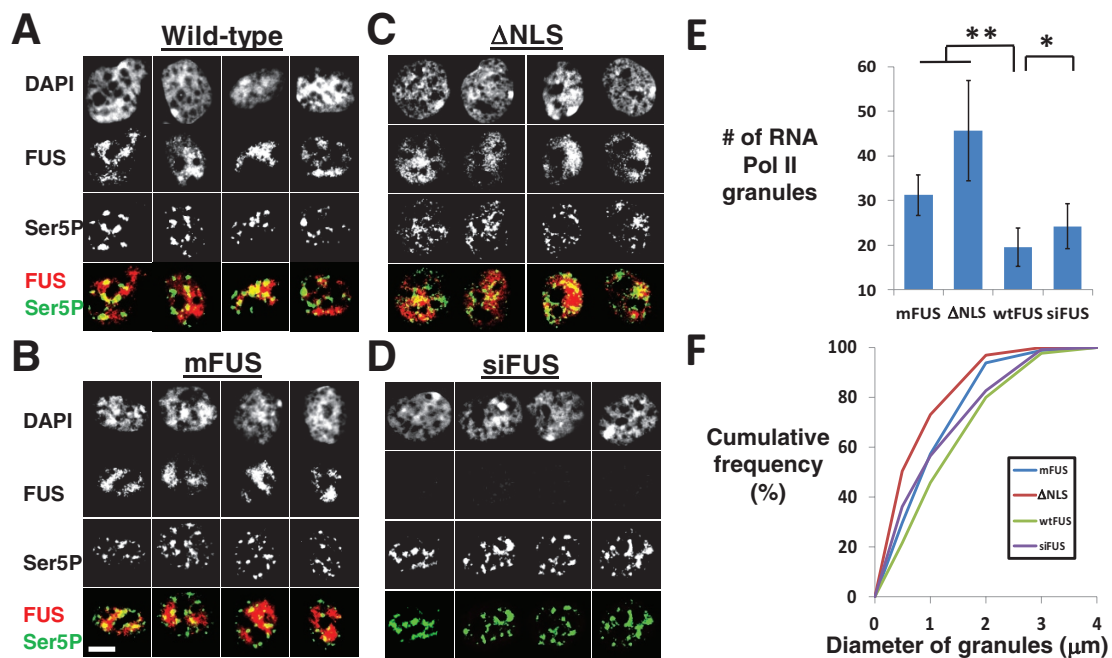 A
Wild-type
DAPI
FUS
Ser5P
FUS
Ser5P
C
ΔNLS
B
mFUS
DAPI
FUS
Ser5P
FUS
Ser5P
D
siFUS
E
**
*
# of RNA
Pol II
granules
60
50
40
30
20
10
mFUS ΔNLS wtFUS siFUS
F
Cumulative
frequency
(%)
100
80
60
40
20
0
mFUS
ΔNLS
wtFUS
siFUS
0 1 2 3 4
Diameter of granules (μm)